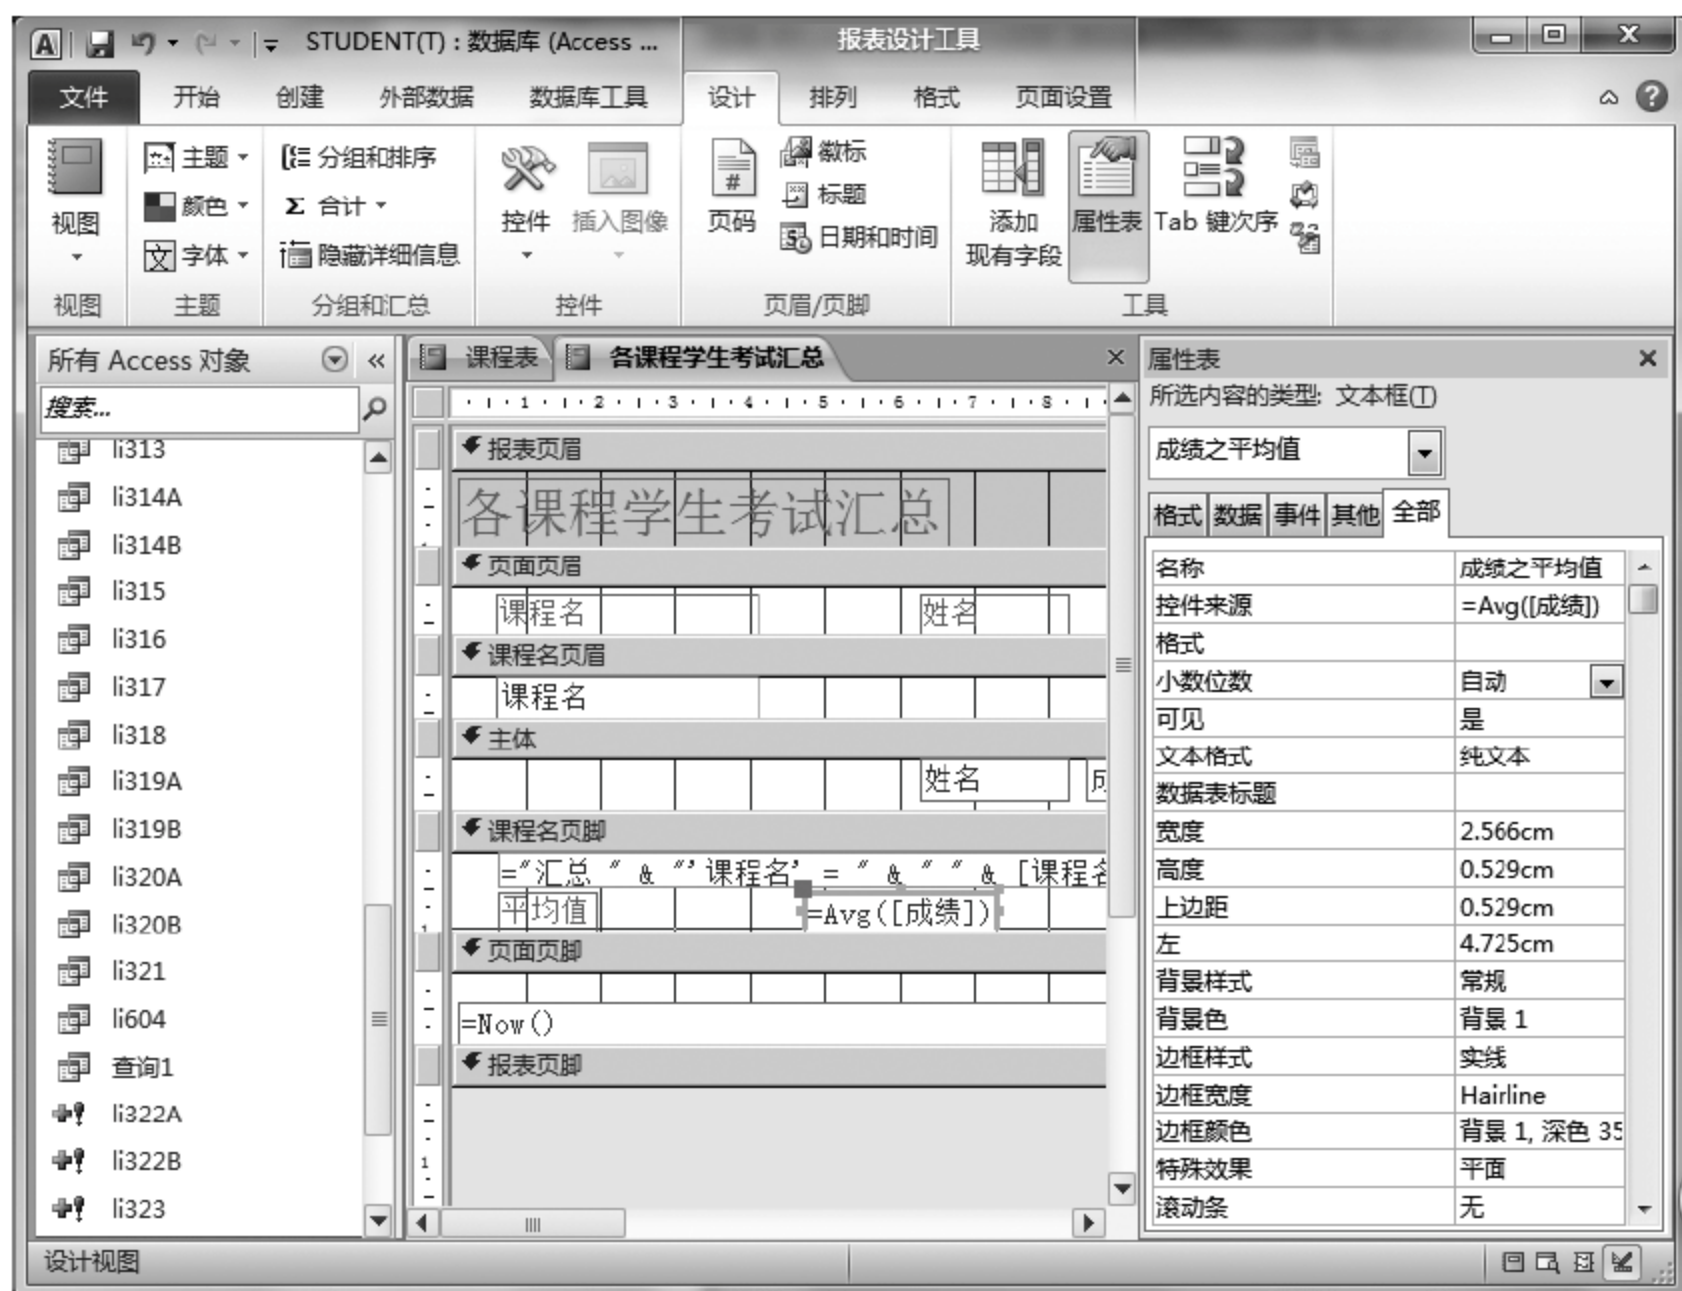 STUDENT(T) : 数据库 (Access ...
报表设计工具
文件 开始 创建 外部数据 数据库工具 设计 排列 格式 页面设置
视图
主题
颜色
字体
主题
分组和排序
Σ 合计
隐藏详细信息
分组和汇总
控件 插入图像
控件
页码
徽标
标题
日期和时间
页眉/页脚
添加
现有字段
属性表
Tab 键次序
工具
视图
所有 Access 对象
搜索...
li313
li314A
li314B
li315
li316
li317
li318
li319A
li319B
li320A
li320B
li321
li604
查询1
li322A
li322B
li323
课程表 各课程学生考试汇总
1 2 3 4 5 6 7 8
报表页眉
各课程学生考试汇总
页面页眉
课程名 姓名
课程名页眉
课程名
主体
姓名
课程名页脚
="汇总 " & "'课程名' = " & " " & [课程名
平均值 =Avg([成绩])
页面页脚
=Now()
报表页脚
1
属性表
所选内容的类型: 文本框(T)
成绩之平均值
格式 数据 事件 其他 全部
名称 成绩之平均值
控件来源 =Avg([成绩])
格式
小数位数 自动
可见 是
文本格式 纯文本
数据表标题
宽度 2.566cm
高度 0.529cm
上边距 0.529cm
左 4.725cm
背景样式 常规
背景色 背景 1
边框样式 实线
边框宽度 Hairline
边框颜色 背景 1, 深色 35
特殊效果 平面
滚动条 无
设计视图